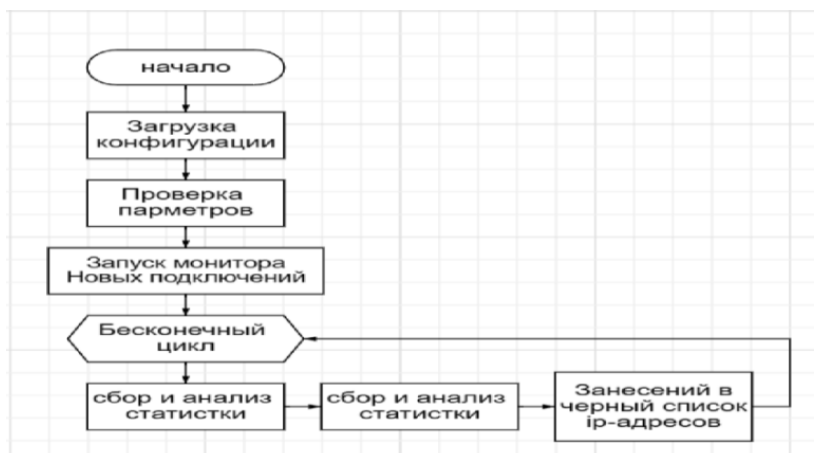 начало
Загрузка
конфигурации
Проверка
парметров
Запуск монитора
Новых подключений
Бесконечный
цикл
сбор и анализ
статистки
сбор и анализ
статистки
Занесений в
черный список
ip-адресов